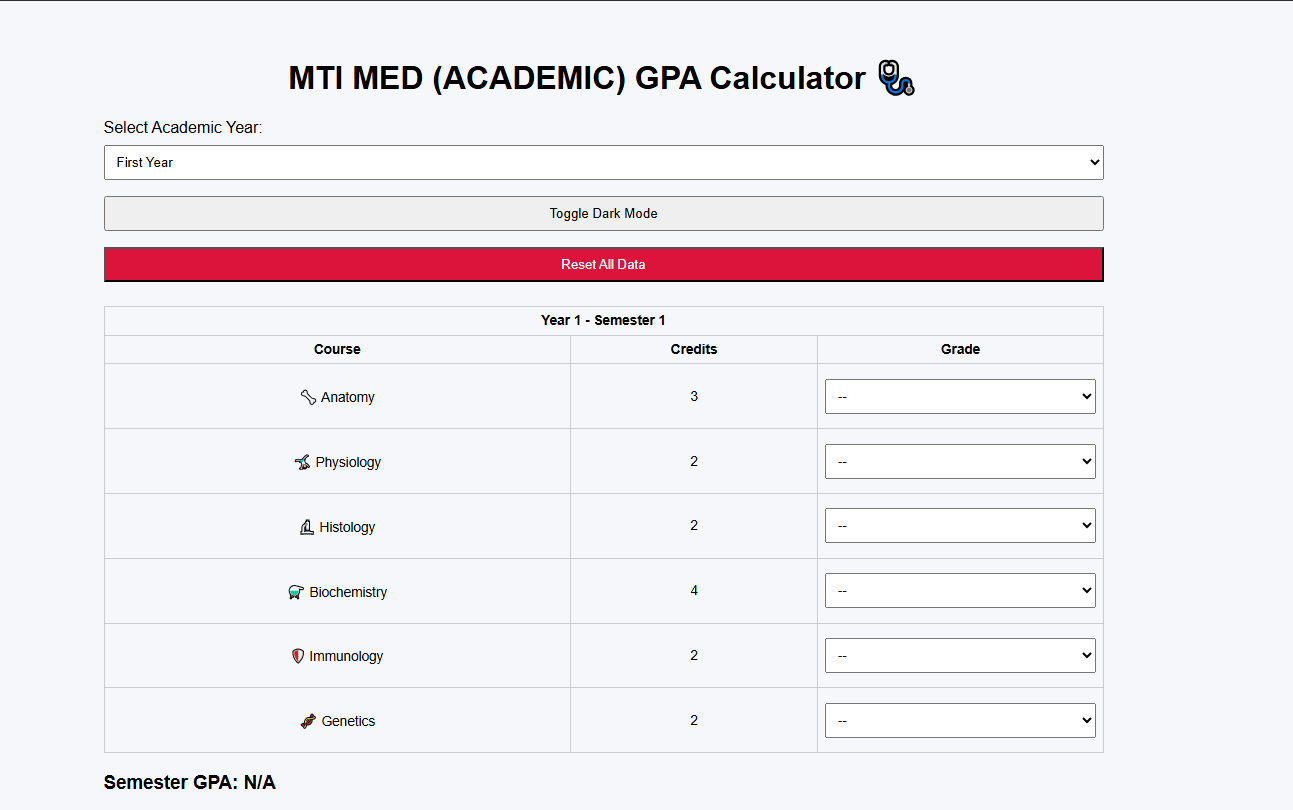 MTI MED (ACADEMIC) GPA Calculator
Select Academic Year:
First Year
Toggle Dark Mode
Reset All Data
Year 1 - Semester 1
Course Credits Grade
Anatomy 3 --
Physiology 2 --
Histology 2 --
Biochemistry 4 --
Immunology 2 --
Genetics 2 --
Semester GPA: N/A